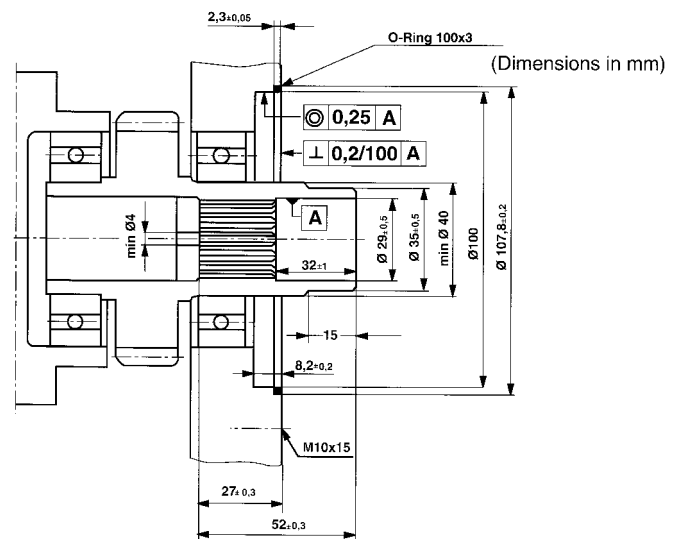 2,3±0,05
O-Ring 100x3
(Dimensions in mm)
◎ 0,25 A
⊥ 0,2/100 A
A
min Ø4
32±1
Ø 29±0,5
Ø 35±0,5
min Ø 40
Ø100
Ø 107,8±0,2
15
8,2±0,2
M10x15
27±0,3
52±0,3